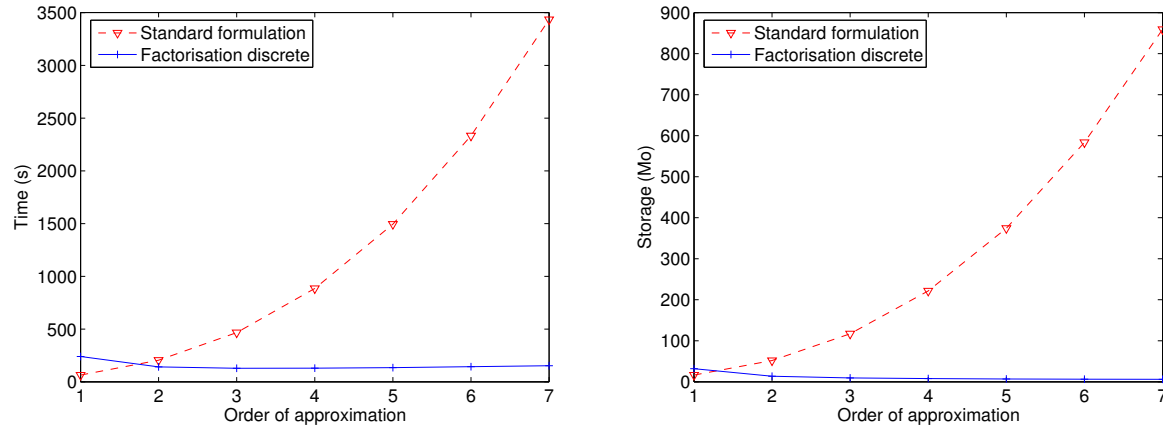 3500
3000
2500
2000
1500
1000
500
0
Time (s)
Standard formulation
Factorisation discrete
1 2 3 4 5 6 7
Order of approximation
900
800
700
600
500
400
300
200
100
0
Storage (Mo)
Standard formulation
Factorisation discrete
1 2 3 4 5 6 7
Order of approximation